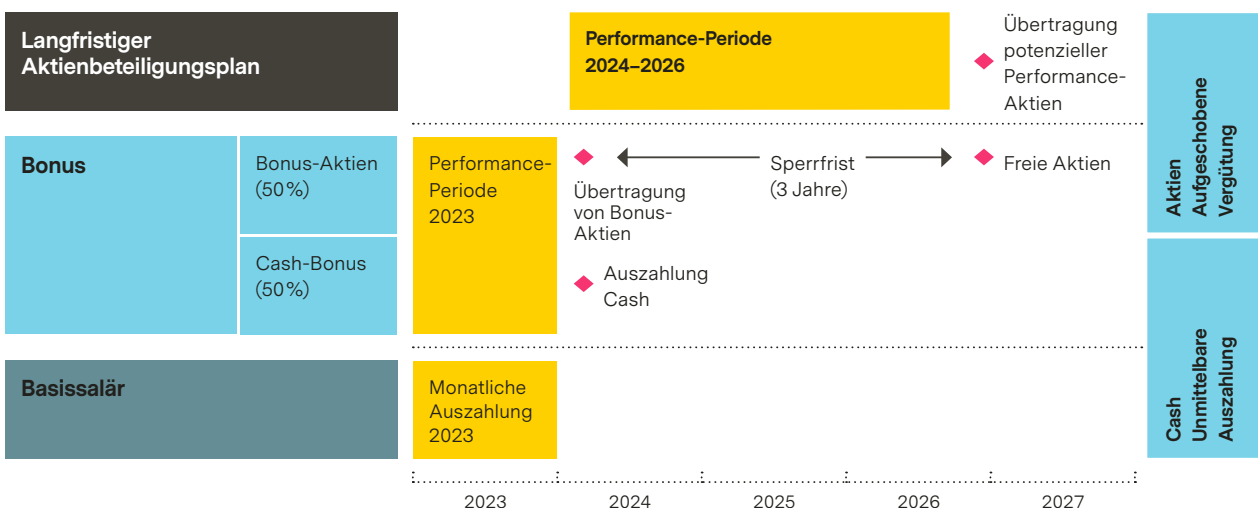 Langfristiger
Aktienbeteiligungsplan
Performance-Periode
2024–2026
Übertragung
potenzieller
Performance-
Aktien
Bonus
Bonus-Aktien
(50%)
Cash-Bonus
(50%)
Performance-
Periode
2023
Übertragung
von Bonus-
Aktien
Sperrfrist
(3 Jahre)
Freie Aktien
Auszahlung
Cash
Basissalär
Monatliche
Auszahlung
2023
Aktien
Aufgeschobene
Vergütung
Cash
Unmittelbare
Auszahlung
2023
2024
2025
2026
2027